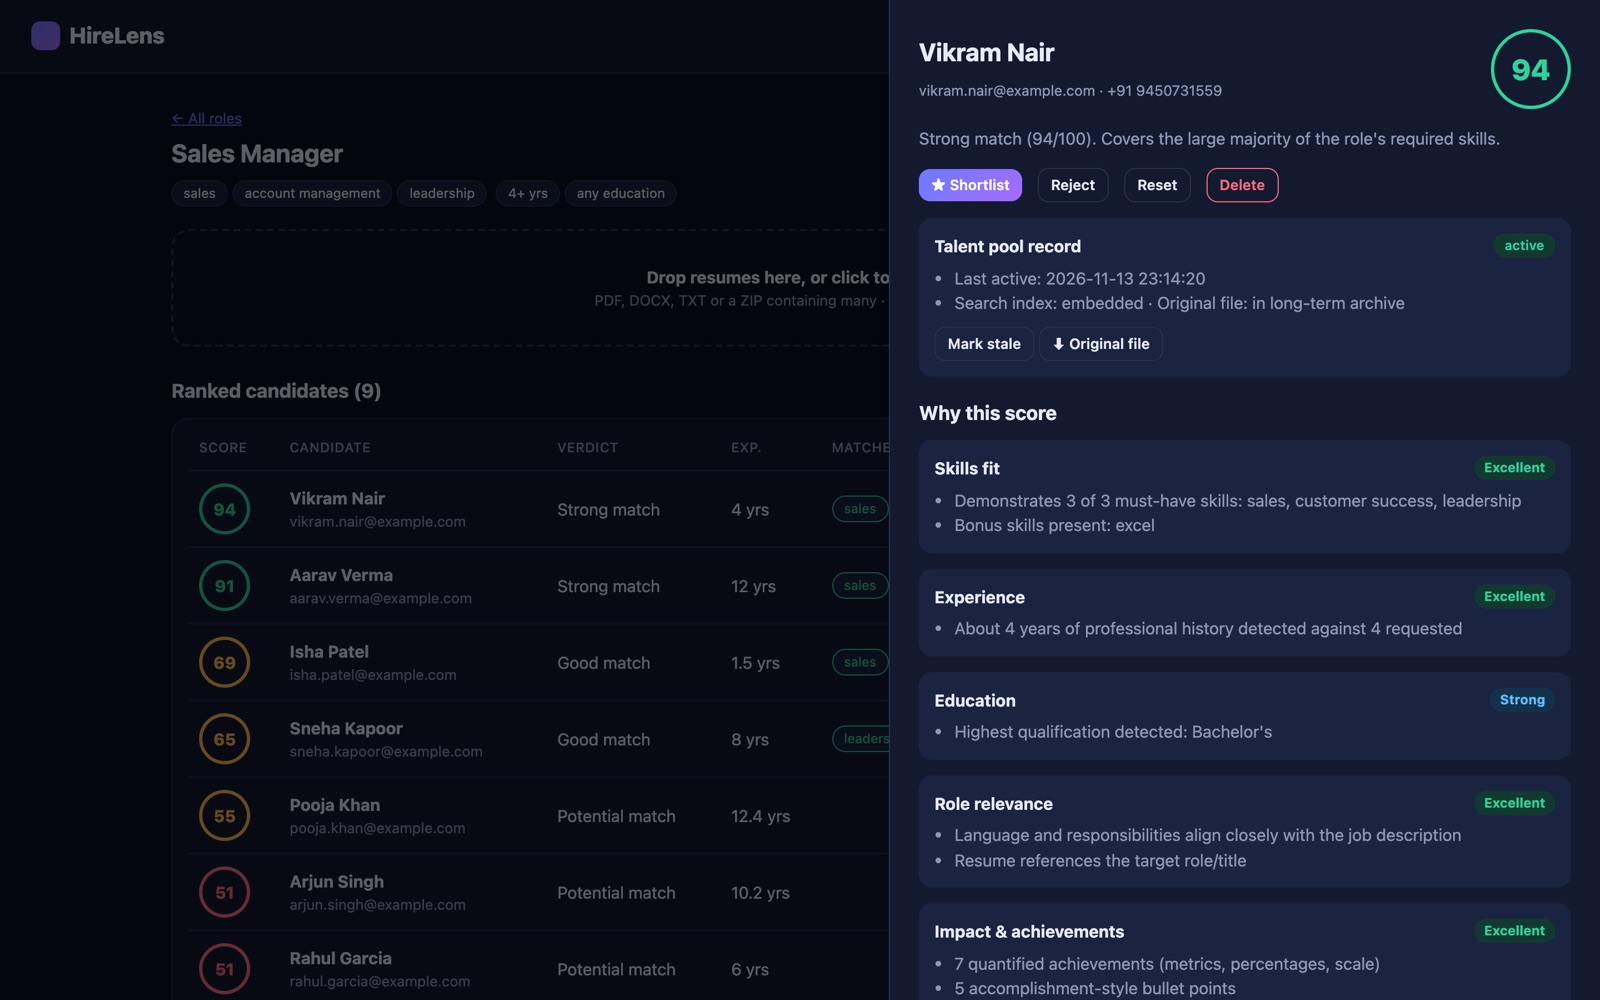 HireLens
← All roles
Sales Manager
sales account management leadership 4+ yrs any education
Drop resumes here, or click to
PDF, DOCX, TXT or a ZIP containing many ·
Ranked candidates (9)
SCORE CANDIDATE VERDICT EXP. MATCHE
94 Vikram Nair Strong match 4 yrs sales
vikram.nair@example.com
91 Aarav Verma Strong match 12 yrs sales
aarav.verma@example.com
69 Isha Patel Good match 1.5 yrs sales
isha.patel@example.com
65 Sneha Kapoor Good match 8 yrs leaders
sneha.kapoor@example.com
55 Pooja Khan Potential match 12.4 yrs
pooja.khan@example.com
51 Arjun Singh Potential match 10.2 yrs
arjun.singh@example.com
51 Rahul Garcia Potential match 6 yrs
rahul.garcia@example.com
Vikram Nair
94
vikram.nair@example.com · +91 9450731559
Strong match (94/100). Covers the large majority of the role's required skills.
★ Shortlist Reject Reset Delete
Talent pool record active
• Last active: 2026-11-13 23:14:20
• Search index: embedded · Original file: in long-term archive
Mark stale ⬇ Original file
Why this score
Skills fit Excellent
• Demonstrates 3 of 3 must-have skills: sales, customer success, leadership
• Bonus skills present: excel
Experience Excellent
• About 4 years of professional history detected against 4 requested
Education Strong
• Highest qualification detected: Bachelor's
Role relevance Excellent
• Language and responsibilities align closely with the job description
• Resume references the target role/title
Impact & achievements Excellent
• 7 quantified achievements (metrics, percentages, scale)
• 5 accomplishment-style bullet points